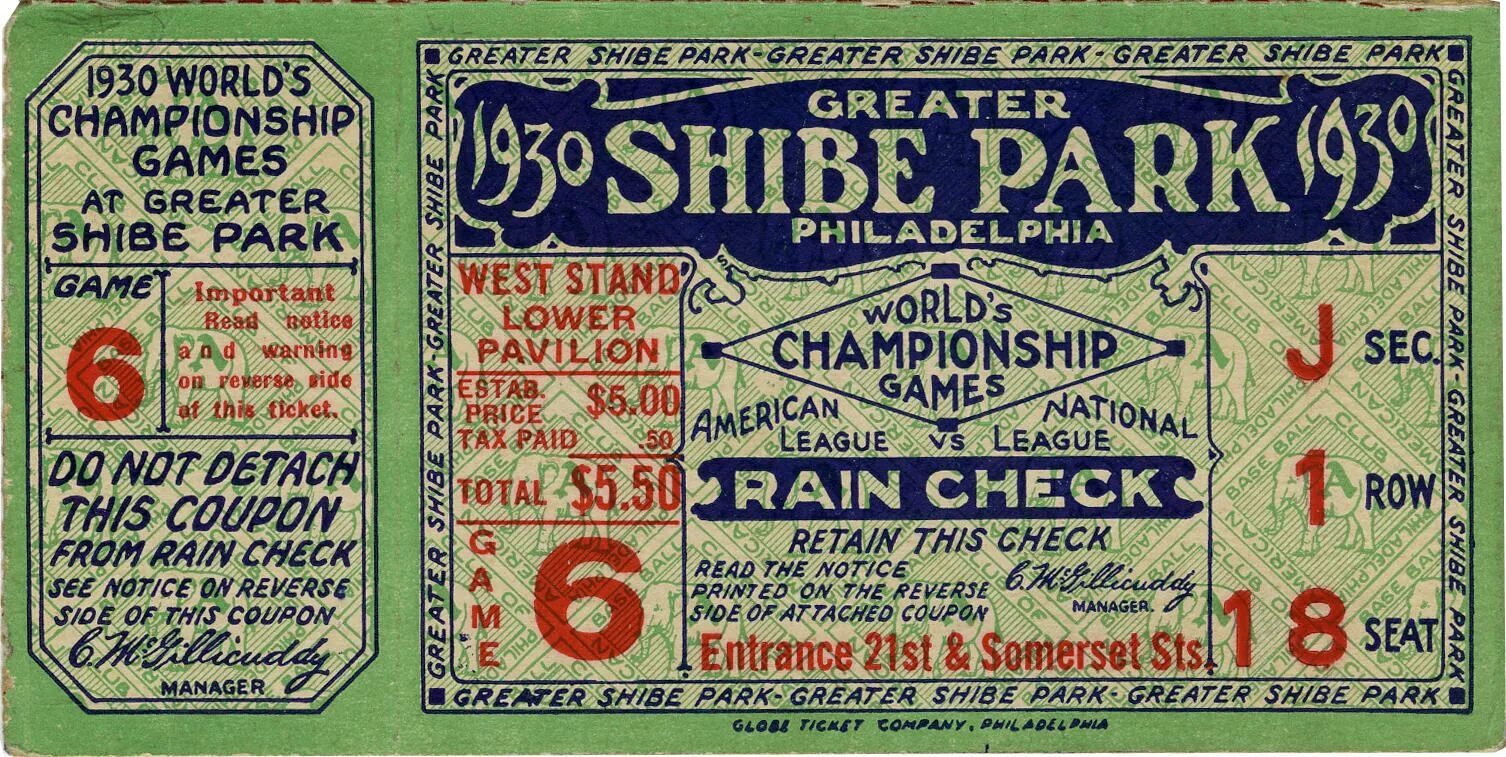 1930 WORLD'S
CHAMPIONSHIP
GAMES
AT GREATER
SHIBE PARK
GAME
6
Important
Read notice
and warning
on reverse side
of this ticket.
DO NOT DETACH
THIS COUPON
FROM RAIN CHECK
SEE NOTICE ON REVERSE
SIDE OF THIS COUPON
C. McGillicuddy
MANAGER
GREATER SHIBE PARK-GREATER SHIBE PARK-GREATER SHIBE PARK
GREATER SHIBE PARK-GREATER SHIBE PARK
1930
GREATER
SHIBE PARK
PHILADELPHIA
1930
WEST STAND
LOWER
PAVILION
ESTAB.
PRICE $5.00
TAX PAID .50
TOTAL $5.50
GAME
6
WORLD'S
CHAMPIONSHIP
GAMES
AMERICAN NATIONAL
LEAGUE VS LEAGUE
RAIN CHECK
RETAIN THIS CHECK
READ THE NOTICE
PRINTED ON THE REVERSE
SIDE OF ATTACHED COUPON
C. McGillicuddy
MANAGER.
Entrance 21st & Somerset Sts.
J SEC.
1 ROW
18 SEAT
GREATER SHIBE PARK-GREATER SHIBE PARK
GREATER SHIBE PARK-GREATER SHIBE PARK-GREATER SHIBE PARK
GLOBE TICKET COMPANY, PHILADELPHIA